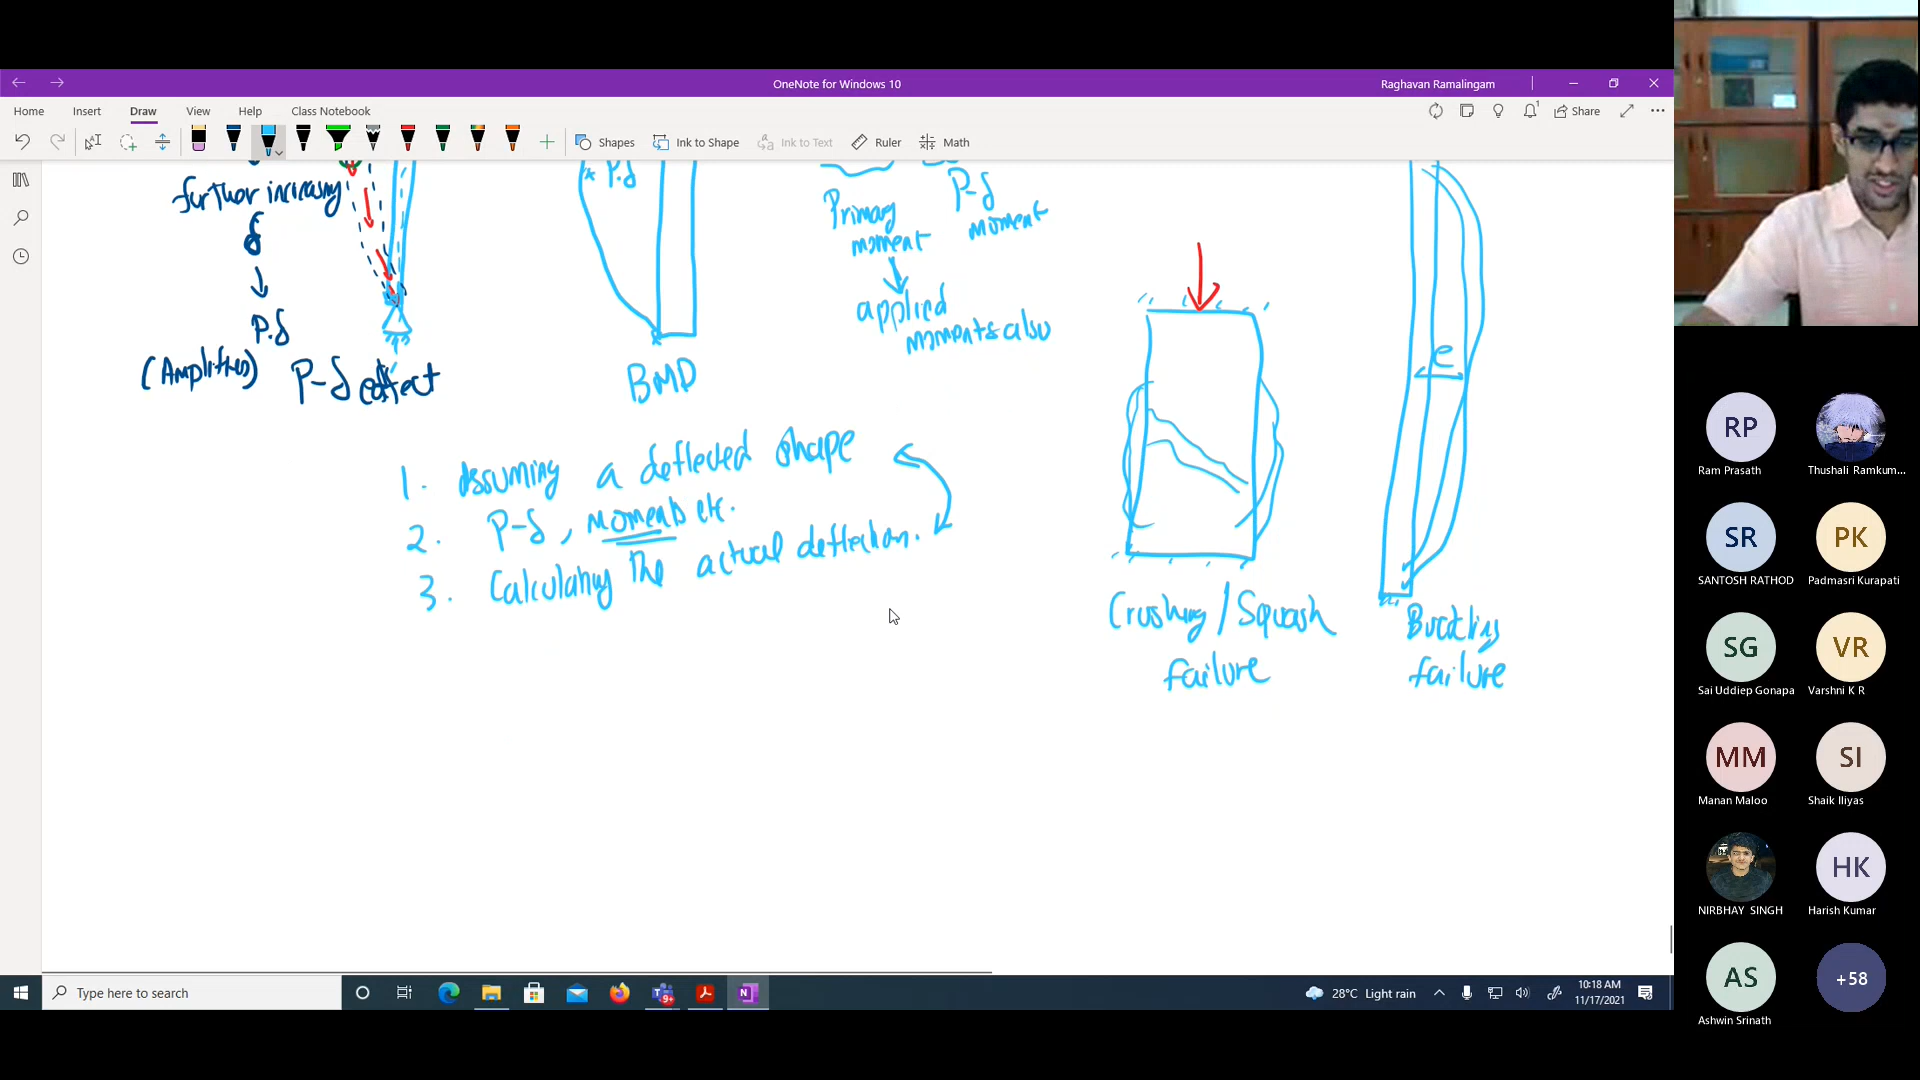 OneNote for Windows 10
Raghavan Ramalingam
Home Insert Draw View Help Class Notebook
Share
Shapes Ink to Shape Ink to Text Ruler Math
further increasing
δ
P.δ
(Amplifies)
P-δ effect
* P.δ
BMD
Primary
moment
P-δ
moment
applied
moments also
1. Assuming a deflected shape
2. P-δ, moments etc.
3. Calculating the actual deflection.
Crushing/Squash
failure
e
Buckling
failure
RP
Ram Prasath
Thushali Ramkum...
SR
SANTOSH RATHOD
PK
Padmasri Kurapati
SG
Sai Uddiep Gonapa
VR
Varshni K R
MM
Manan Maloo
SI
Shaik Iliyas
NIRBHAY SINGH
HK
Harish Kumar
AS
Ashwin Srinath
+58
Type here to search
28°C Light rain
10:18 AM
11/17/2021